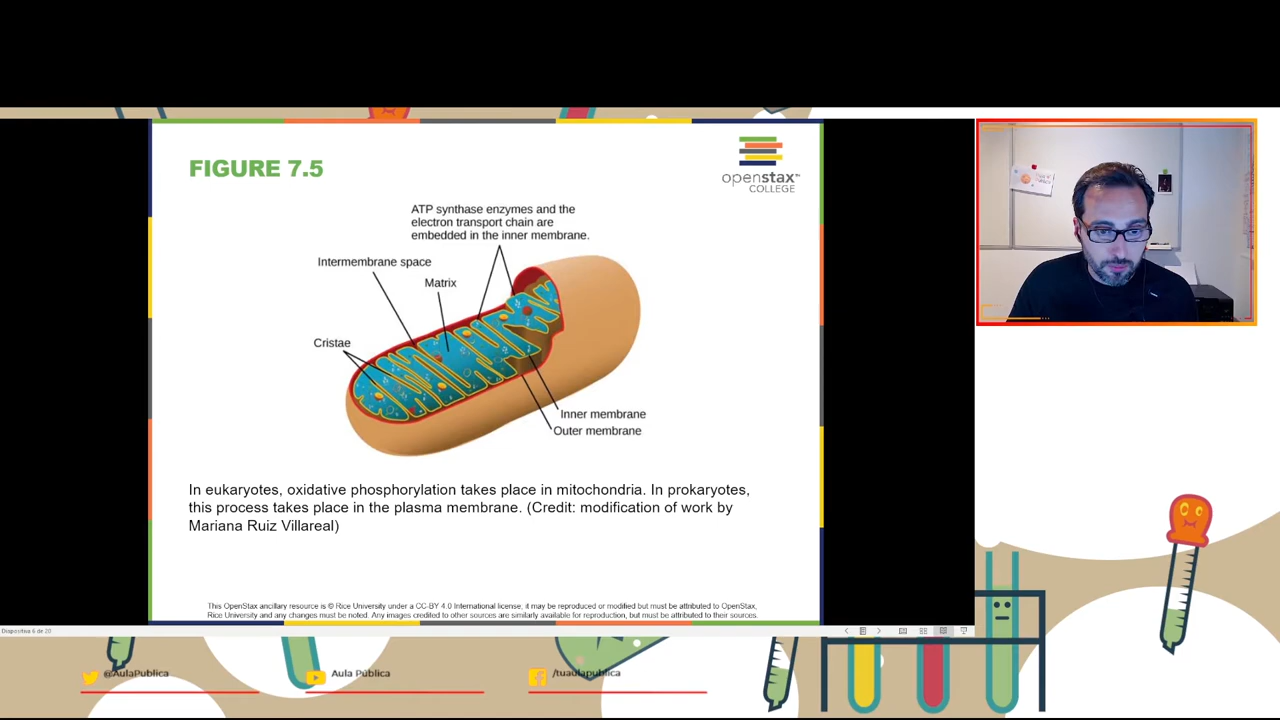 FIGURE 7.5
openstax™
COLLEGE
ATP synthase enzymes and the
electron transport chain are
embedded in the inner membrane.
Intermembrane space
Matrix
Cristae
Inner membrane
Outer membrane
In eukaryotes, oxidative phosphorylation takes place in mitochondria. In prokaryotes,
this process takes place in the plasma membrane. (Credit: modification of work by
Mariana Ruiz Villareal)
This OpenStax ancillary resource is © Rice University under a CC-BY 4.0 International license, it may be reproduced or modified but must be attributed to OpenStax,
Rice University and any changes must be noted. Any images credited to other sources are similarly available for reproduction, but must be attributed to their sources.
Diapositiva 6 de 20
@AulaPublica
Aula Pública
/tuaulapublica